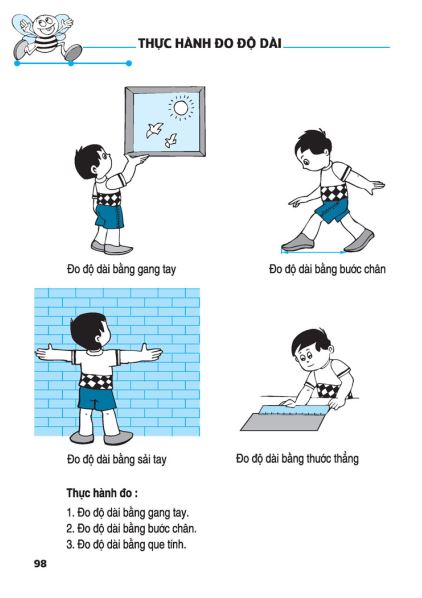 THỰC HÀNH ĐO ĐỘ DÀI
Đo độ dài bằng gang tay
Đo độ dài bằng bước chân
Đo độ dài bằng sải tay
Đo độ dài bằng thước thẳng
Thực hành đo :
1. Đo độ dài bằng gang tay.
2. Đo độ dài bằng bước chân.
3. Đo độ dài bằng que tính.
98